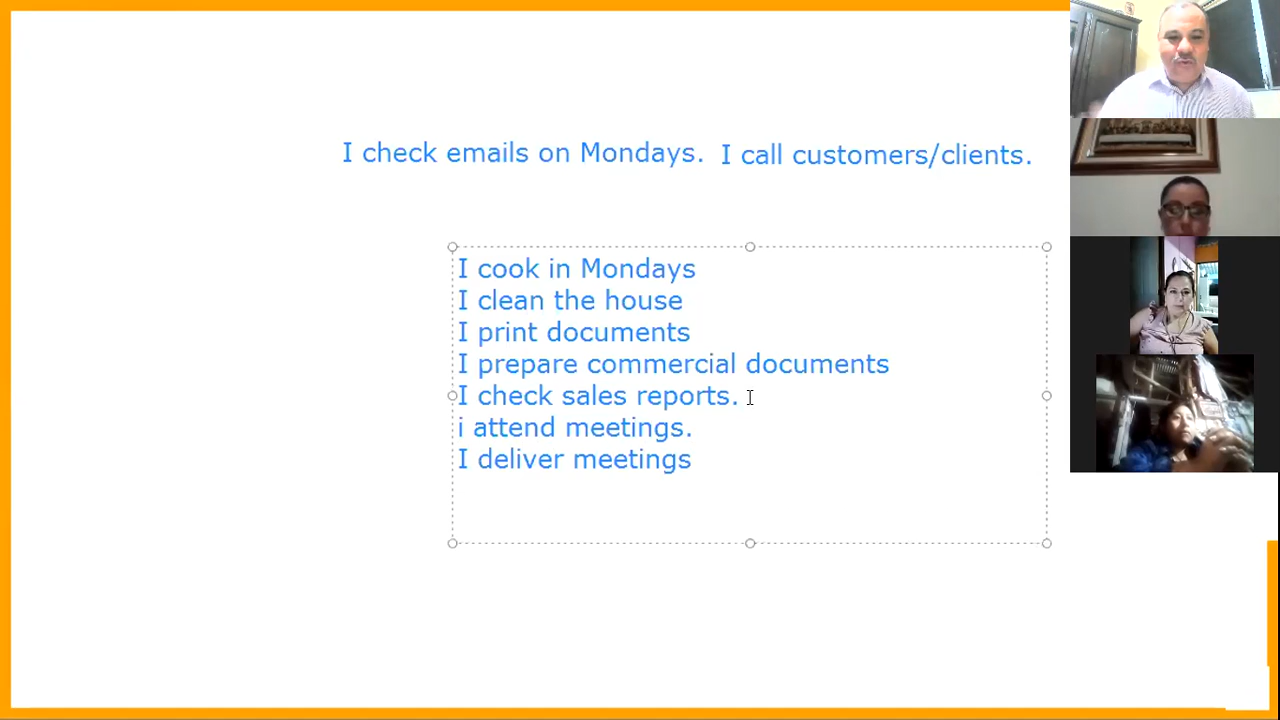 I check emails on Mondays. I call customers/clients.
I cook in Mondays
I clean the house
I print documents
I prepare commercial documents
I check sales reports.
i attend meetings.
I deliver meetings